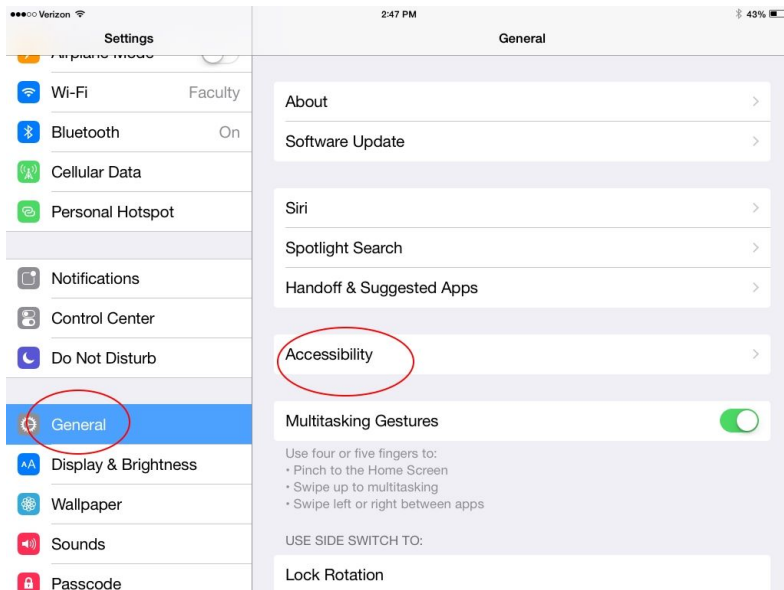 Verizon
2:47 PM
43%
Settings
General
Airplane Mode
Wi-Fi
Faculty
Bluetooth
On
Cellular Data
Personal Hotspot
Notifications
Control Center
Do Not Disturb
General
Display & Brightness
Wallpaper
Sounds
Passcode
About
Software Update
Siri
Spotlight Search
Handoff & Suggested Apps
Accessibility
Multitasking Gestures
Use four or five fingers to:
• Pinch to the Home Screen
• Swipe up to multitasking
• Swipe left or right between apps
USE SIDE SWITCH TO:
Lock Rotation